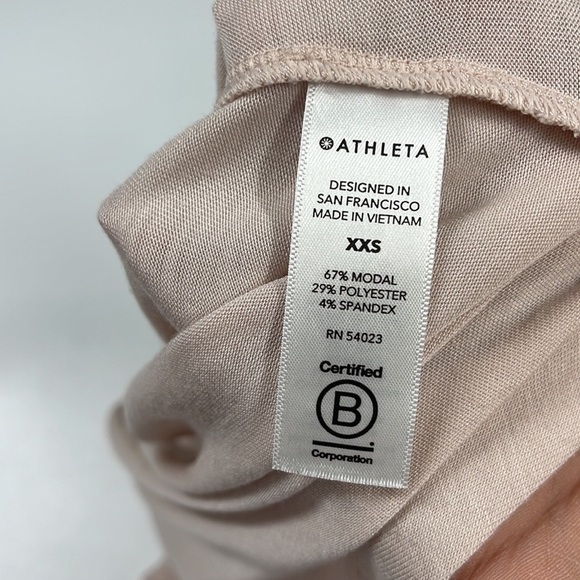 ATHLETA
DESIGNED IN
SAN FRANCISCO
MADE IN VIETNAM
XXS
67% MODAL
29% POLYESTER
4% SPANDEX
RN 54023
Certified
B
Corporation